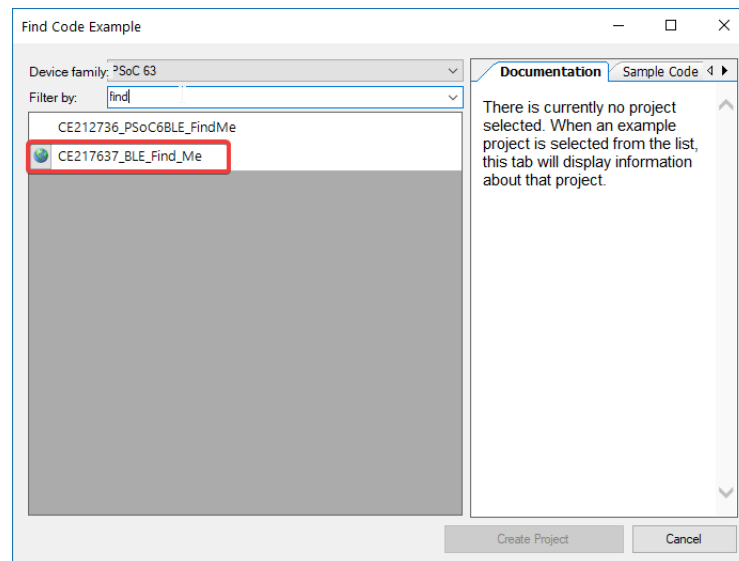 Find Code Example
Device family: PSoC 63
Filter by: find
CE212736_PSoC6BLE_FindMe
CE217637_BLE_Find_Me
Documentation Sample Code
There is currently no project
selected. When an example
project is selected from the list,
this tab will display information
about that project.
Create Project Cancel